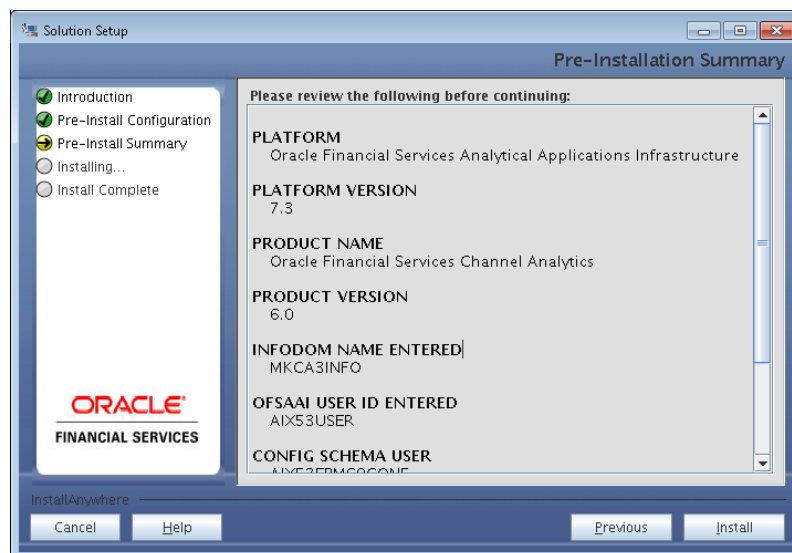 Solution Setup
Pre-Installation Summary
Introduction
Pre-Install Configuration
Pre-Install Summary
Installing...
Install Complete
ORACLE
FINANCIAL SERVICES
Please review the following before continuing:
PLATFORM
Oracle Financial Services Analytical Applications Infrastructure
PLATFORM VERSION
7.3
PRODUCT NAME
Oracle Financial Services Channel Analytics
PRODUCT VERSION
6.0
INFODOM NAME ENTERED
MKCA3INFO
OFSAAI USER ID ENTERED
AIX53USER
CONFIG SCHEMA USER
InstallAnywhere
Cancel
Help
Previous
Install